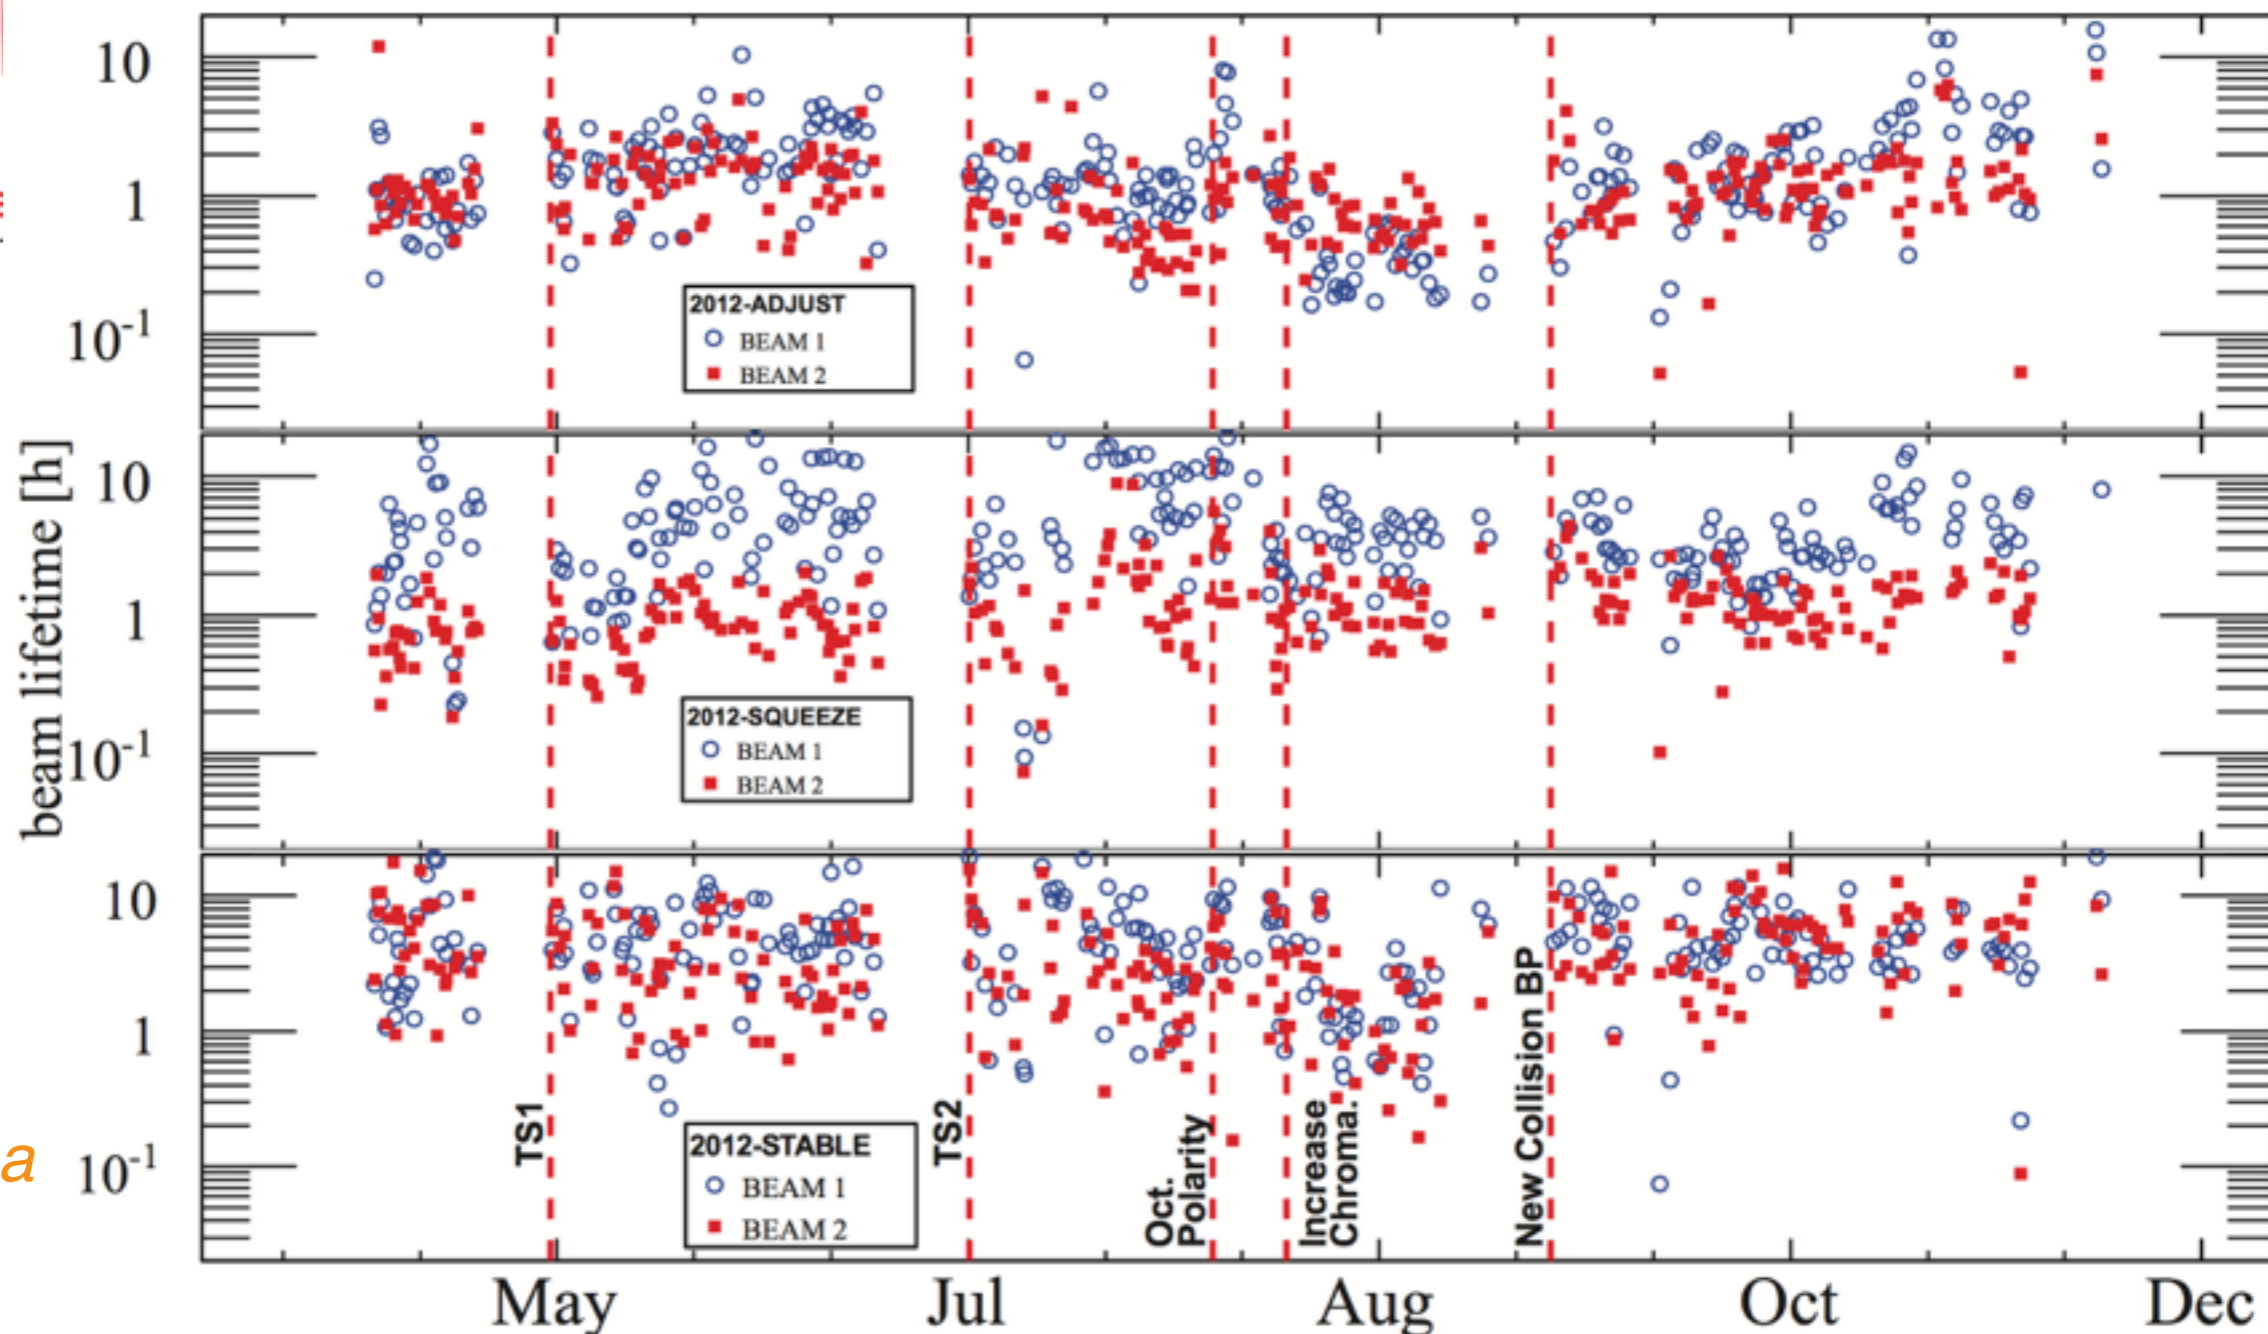 10
1
10-1
2012-ADJUST
BEAM 1
BEAM 2
beam lifetime [h]
10
1
10-1
2012-SQUEEZE
BEAM 1
BEAM 2
10
1
10-1
a
TS1
2012-STABLE
BEAM 1
BEAM 2
TS2
Oct.
Polarity
Increase
Chroma.
New Collision BP
May
Jul
Aug
Oct
Dec